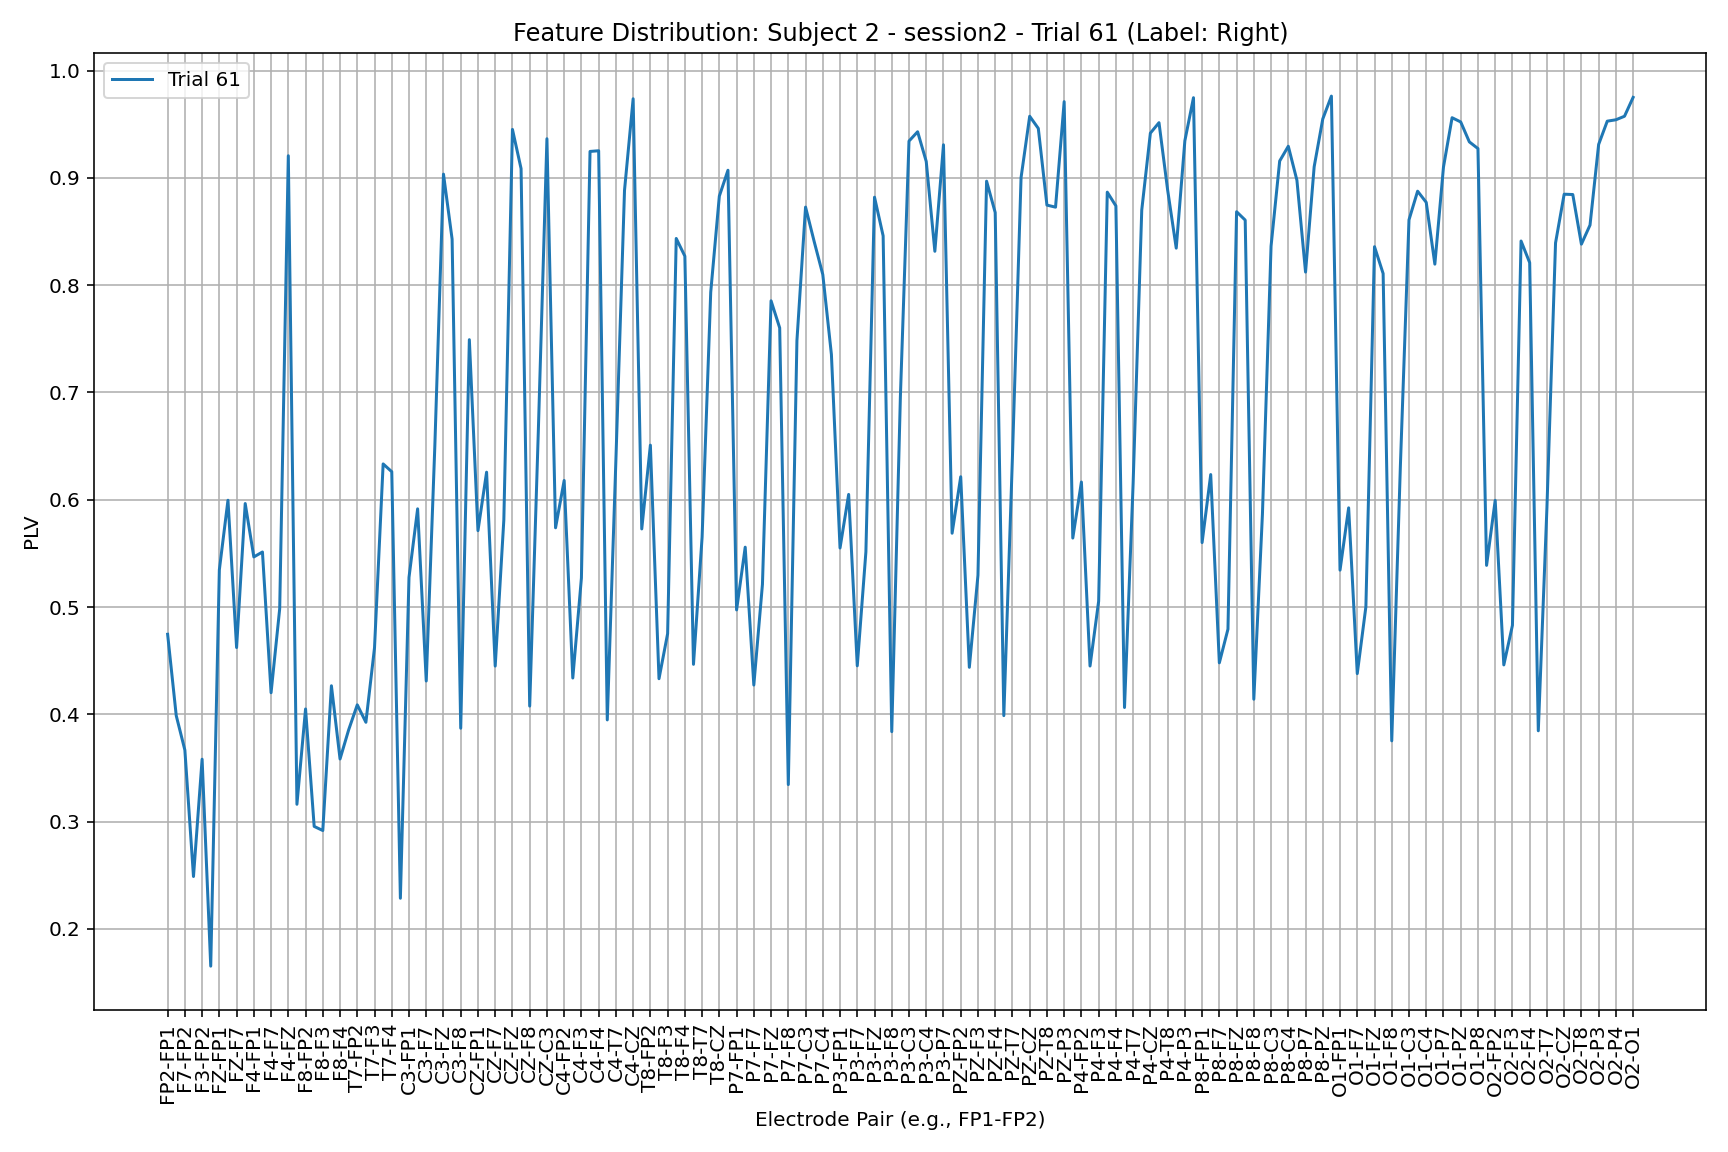 Feature Distribution: Subject 2 - session2 - Trial 61 (Label: Right)
Trial 61
1.0
0.9
0.8
0.7
0.6
0.5
0.4
0.3
0.2
PLV
FP2-FP1
F7-FP2
F3-FP2
FZ-FP1
FZ-F7
F4-FP1
F4-F7
F4-FZ
F8-FP2
F8-F3
F8-F4
T7-FP2
T7-F3
T7-F4
C3-FP1
C3-F7
C3-FZ
C3-F8
CZ-FP1
CZ-F7
CZ-FZ
CZ-F8
CZ-C3
C4-FP2
C4-F3
C4-F4
C4-T7
C4-CZ
T8-FP2
T8-F3
T8-F4
T8-T7
T8-CZ
P7-FP1
P7-F7
P7-FZ
P7-F8
P7-C3
P7-C4
P3-FP1
P3-F7
P3-FZ
P3-F8
P3-C3
P3-C4
P3-P7
PZ-FP2
PZ-F3
PZ-F4
PZ-T7
PZ-CZ
PZ-T8
PZ-P3
P4-FP2
P4-F3
P4-F4
P4-T7
P4-CZ
P4-T8
P4-P3
P8-FP1
P8-F7
P8-FZ
P8-F8
P8-C3
P8-C4
P8-P7
P8-PZ
O1-FP1
O1-F7
O1-FZ
O1-F8
O1-C3
O1-C4
O1-P7
O1-PZ
O1-P8
O2-FP2
O2-F3
O2-F4
O2-T7
O2-CZ
O2-T8
O2-P3
O2-P4
O2-O1
Electrode Pair (e.g., FP1-FP2)